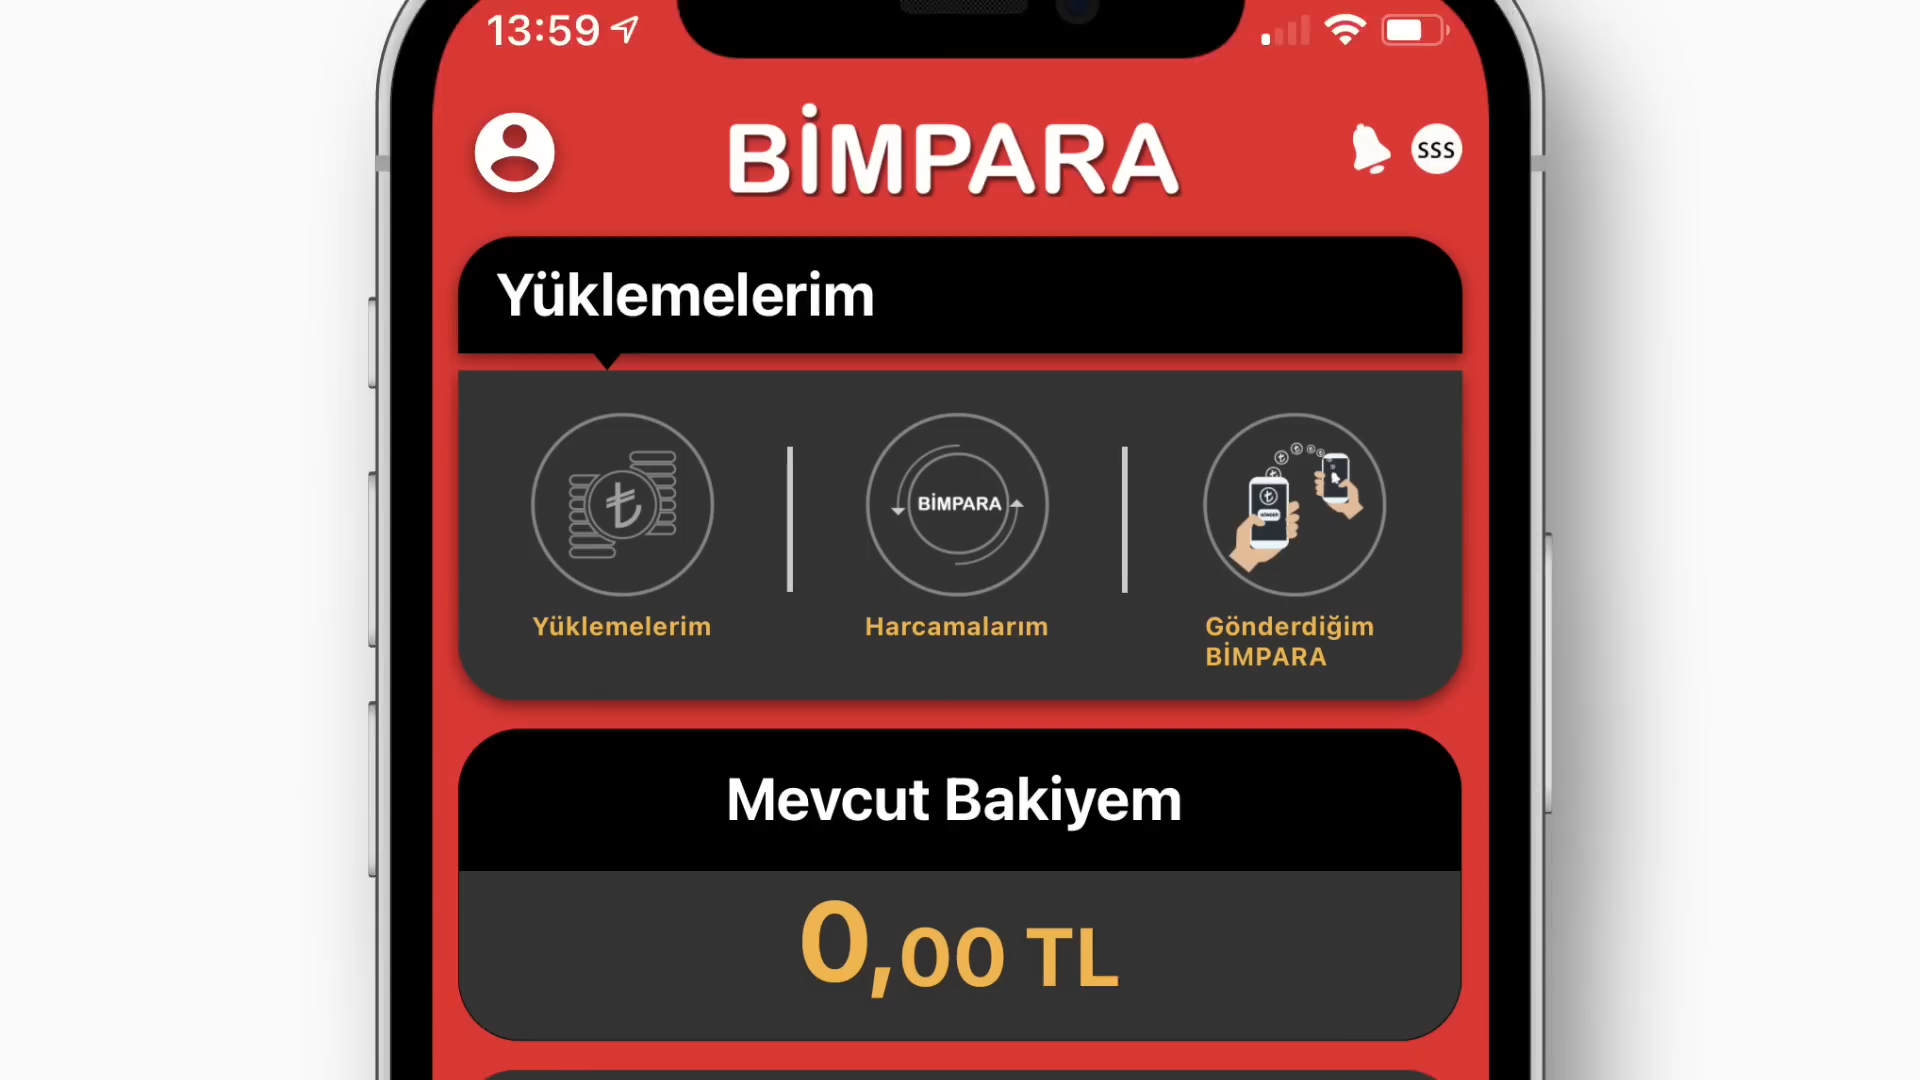 13:59
BİMPARA
SSS
Yüklemelerim
BİMPARA
Yüklemelerim
Harcamalarım
Gönderdiğim
BİMPARA
Mevcut Bakiyem
0,00 TL